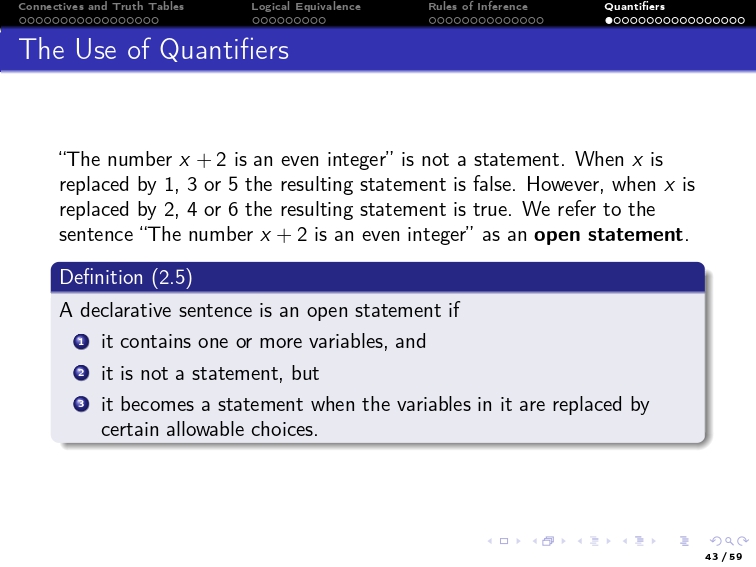 Connectives and Truth Tables Logical Equivalence Rules of Inference Quantifiers
The Use of Quantifiers
“The number x + 2 is an even integer” is not a statement. When x is
replaced by 1, 3 or 5 the resulting statement is false. However, when x is
replaced by 2, 4 or 6 the resulting statement is true. We refer to the
sentence “The number x + 2 is an even integer” as an open statement.
Definition (2.5)
A declarative sentence is an open statement if
1 it contains one or more variables, and
2 it is not a statement, but
3 it becomes a statement when the variables in it are replaced by
certain allowable choices.
43 / 59